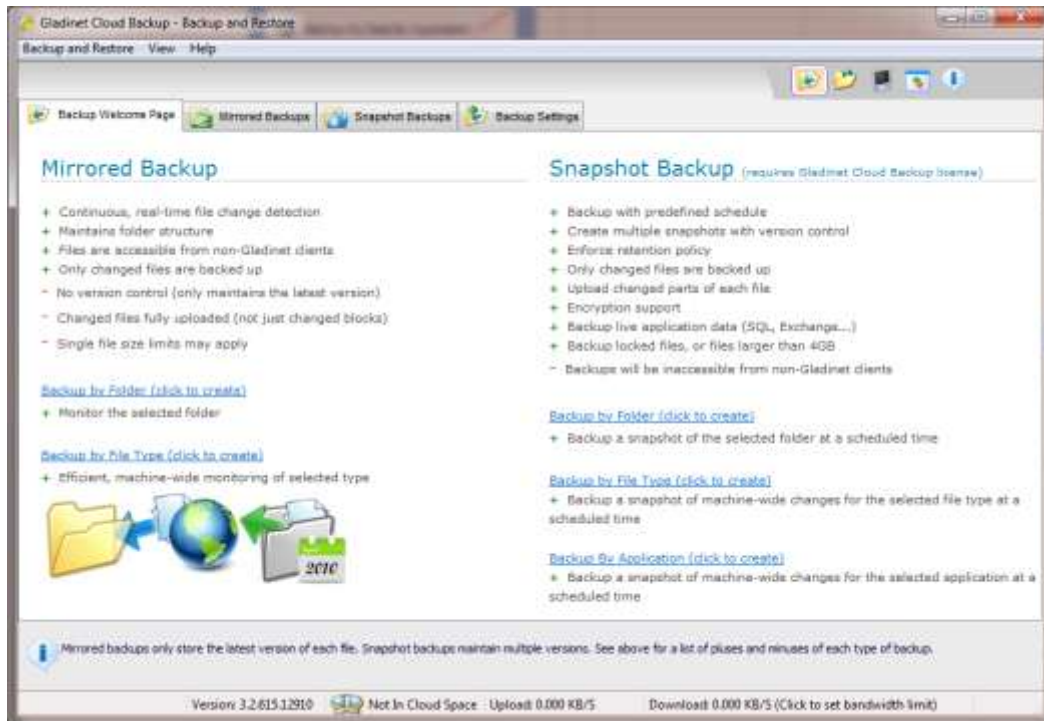 Gladinet Cloud Backup - Backup and Restore
Backup and Restore View Help
Backup Welcome Page Mirrored Backups Snapshot Backups Backup Settings
Mirrored Backup
+ Continuous, real-time file change detection
+ Maintains folder structure
+ Files are accessible from non-Gladinet clients
+ Only changed files are backed up
- No version control (only maintains the latest version)
- Changed files fully uploaded (not just changed blocks)
- Single file size limits may apply
Backup by Folder (click to create)
+ Monitor the selected folder
Backup by File Type (click to create)
+ Efficient, machine-wide monitoring of selected type
2010
Snapshot Backup (requires Gladinet Cloud Backup license)
+ Backup with predefined schedule
+ Create multiple snapshots with version control
+ Enforce retention policy
+ Only changed files are backed up
+ Upload changed parts of each file
+ Encryption support
+ Backup live application data (SQL, Exchange...)
+ Backup locked files, or files larger than 4GB
- Backups will be inaccessible from non-Gladinet clients
Backup by Folder (click to create)
+ Backup a snapshot of the selected folder at a scheduled time
Backup by File Type (click to create)
+ Backup a snapshot of machine-wide changes for the selected file type at a
scheduled time
Backup By Application (click to create)
+ Backup a snapshot of machine-wide changes for the selected application at a
scheduled time
Mirrored backups only store the latest version of each file. Snapshot backups maintain multiple versions. See above for a list of pluses and minuses of each type of backup.
Version: 3.2.615.12910 Not In Cloud Space Upload: 0.000 KB/S Download: 0.000 KB/S (Click to set bandwidth limit)